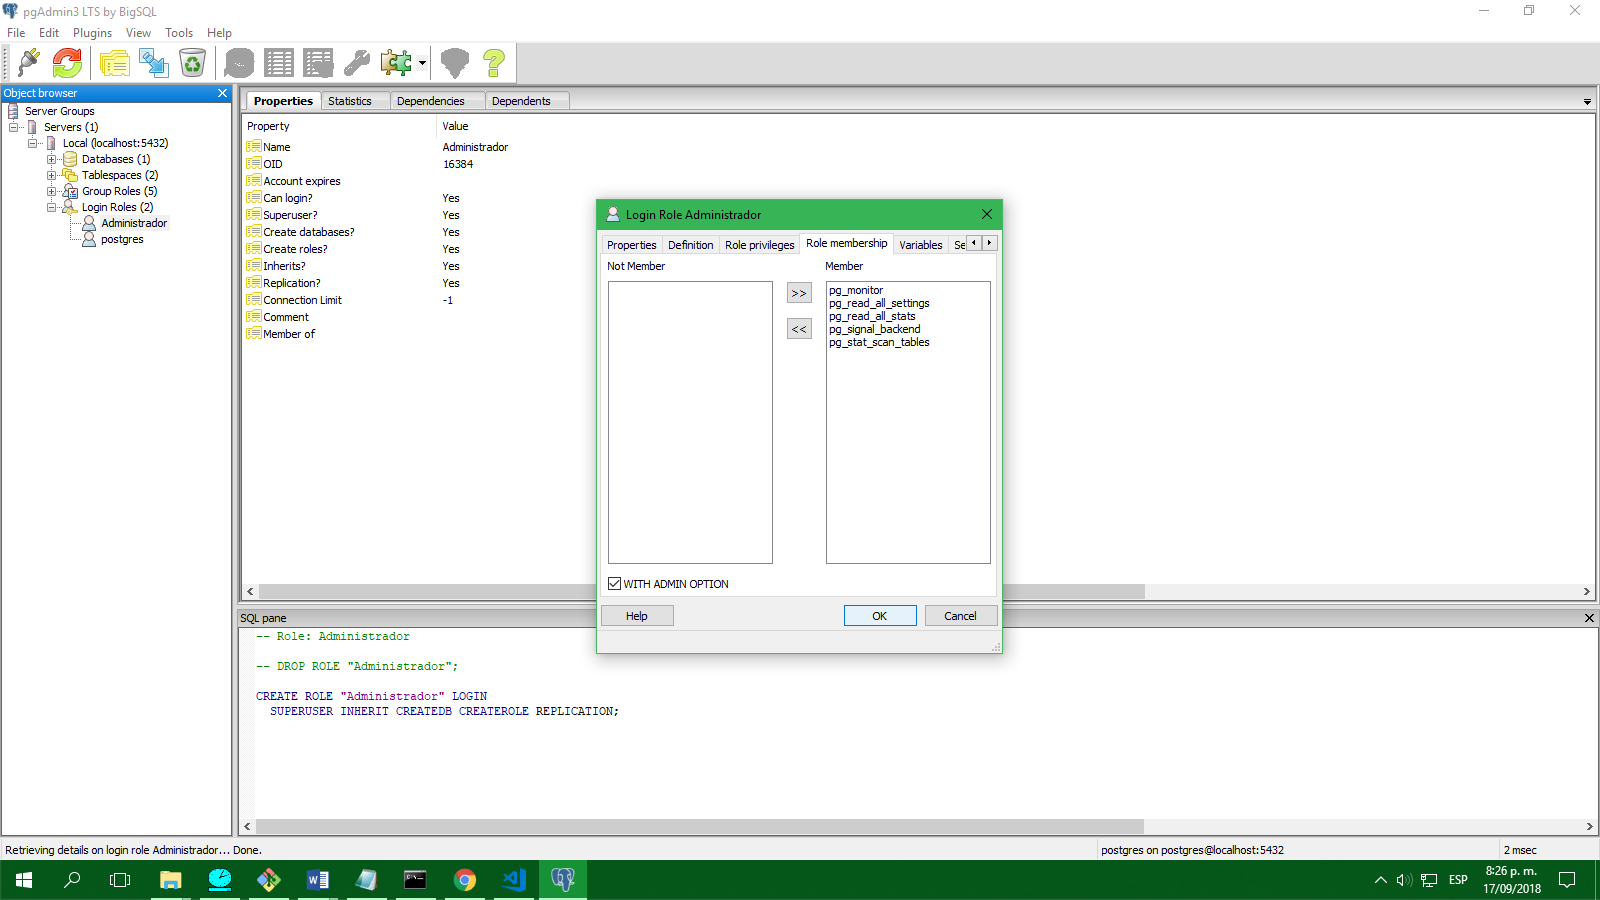 pgAdmin3 LTS by BigSQL
File Edit Plugins View Tools Help
Object browser
Server Groups
Servers (1)
Local (localhost:5432)
Databases (1)
Tablespaces (2)
Group Roles (5)
Login Roles (2)
Administrador
postgres
Properties Statistics Dependencies Dependents
Property Value
Name Administrador
OID 16384
Account expires
Can login? Yes
Superuser? Yes
Create databases? Yes
Create roles? Yes
Inherits? Yes
Replication? Yes
Connection Limit -1
Comment
Member of
Login Role Administrador
Properties Definition Role privileges Role membership Variables Se
Not Member Member
>>
<<
pg_monitor
pg_read_all_settings
pg_read_all_stats
pg_signal_backend
pg_stat_scan_tables
WITH ADMIN OPTION
Help OK Cancel
SQL pane
-- Role: Administrador
-- DROP ROLE "Administrador";
CREATE ROLE "Administrador" LOGIN
SUPERUSER INHERIT CREATEDB CREATEROLE REPLICATION;
Retrieving details on login role Administrador... Done. postgres on postgres@localhost:5432 2 msec
ESP
8:26 p. m.
17/09/2018